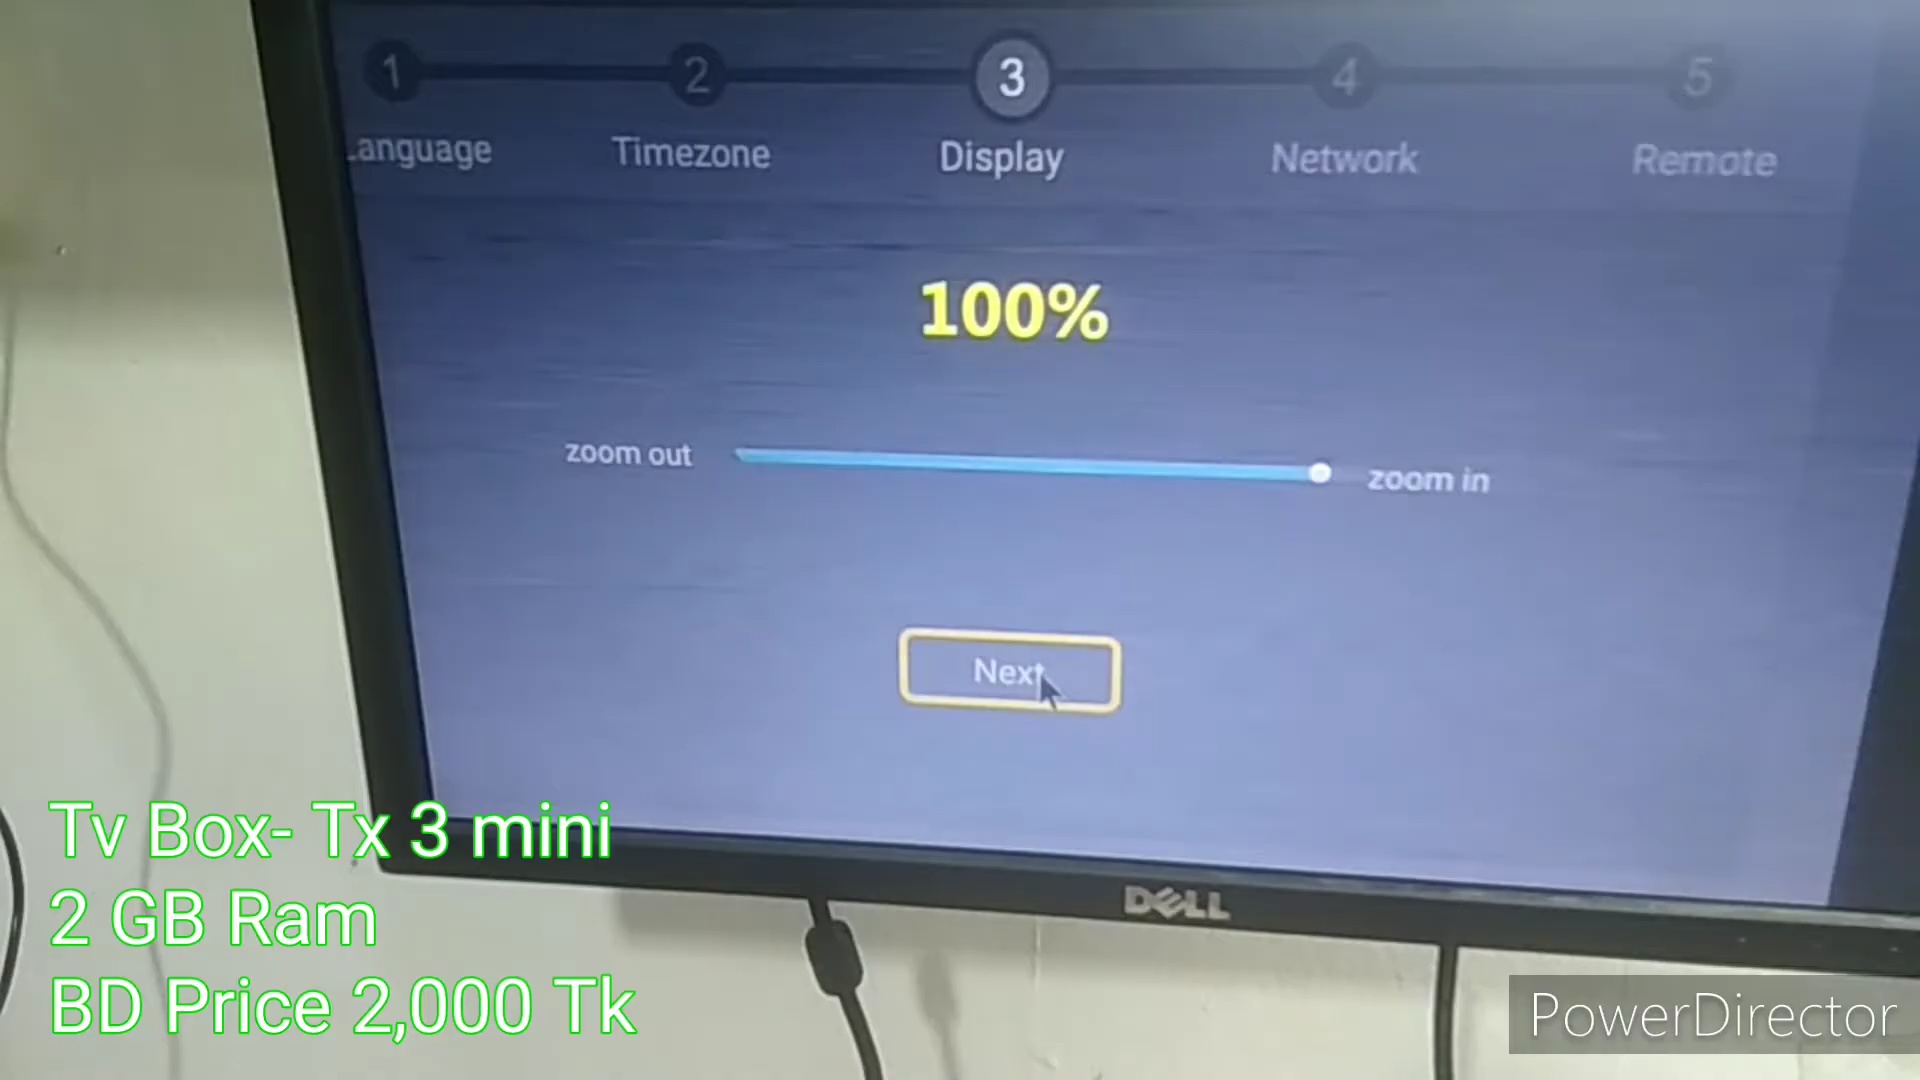 1 2 3 4 5
Language Timezone Display Network Remote
100%
zoom out zoom in
Next
DELL
Tv Box- Tx 3 mini
2 GB Ram
BD Price 2,000 Tk
PowerDirector